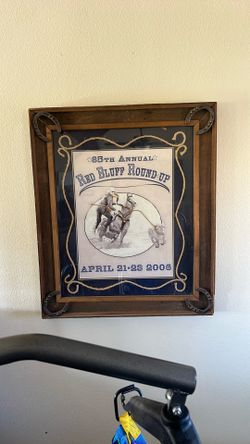 85TH ANNUAL
RED BLUFF ROUND-UP
APRIL 21-23 2006